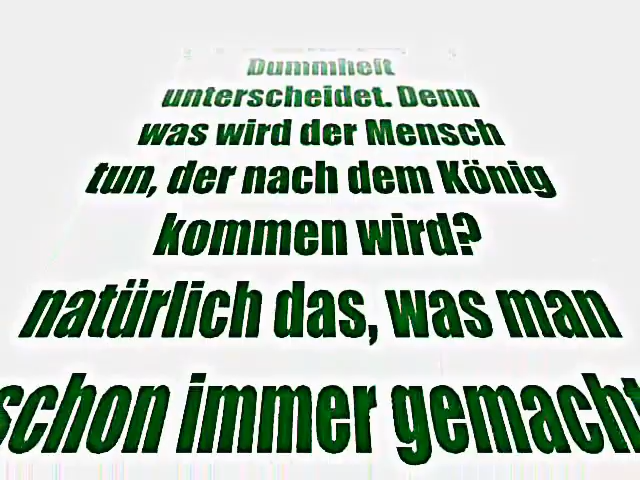 Dummheit
unterscheidet. Denn
was wird der Mensch
tun, der nach dem König
kommen wird?
natürlich das, was man
schon immer gemacht